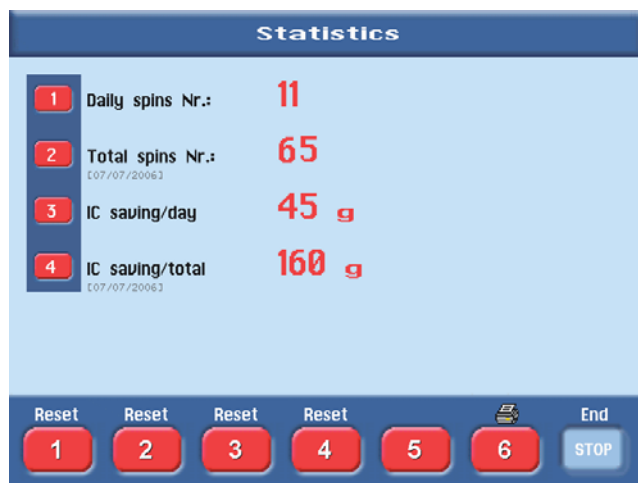 Statistics
1 Daily spins Nr.: 11
2 Total spins Nr.: 65
[07/07/2006]
3 IC saving/day 45 g
4 IC saving/total 160 g
[07/07/2006]
Reset Reset Reset Reset End
1 2 3 4 5 6 STOP